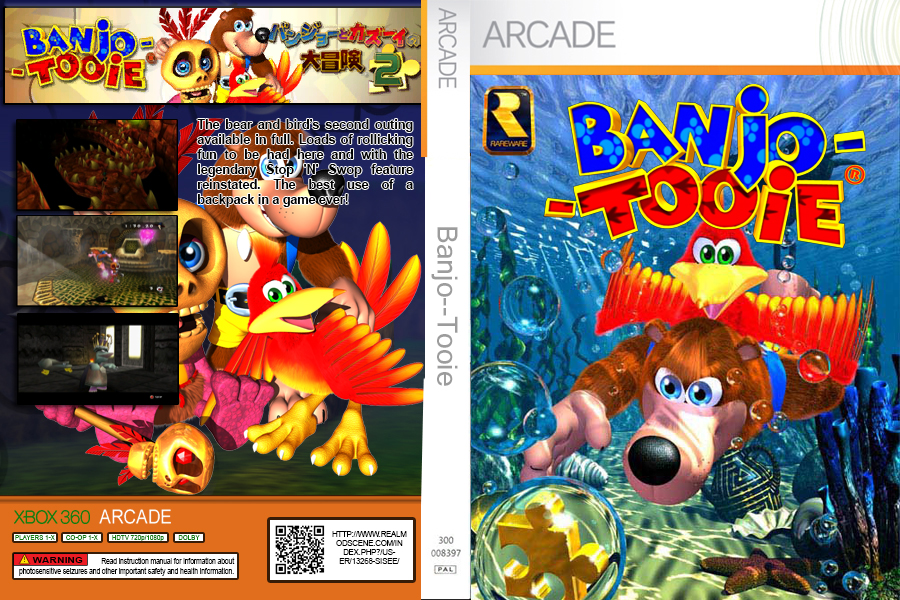 BANJO-
-TOOIE®
バンジョーとカズーイの
大冒険
2
The bear and bird's second outing
available in full. Loads of rollicking
fun to be had here and with the
legendary Stop 'N' Swop feature
reinstated. The best use of a
backpack in a game ever!
XBOX 360 ARCADE
PLAYERS 1-X
CO-OP 1-X
HDTV 720p/1080p
DOLBY
WARNING Read instruction manual for information about
photosensitive seizures and other important safety and health information.
HTTP://WWW.REALM
ODSCENE.COM/IN
DEX.PHP?/US-
ER/13268-SISEE/
ARCADE
Banjo--Tooie
300
008397
PAL
ARCADE
R
RAREWARE
BANJO-
-TOOIE®